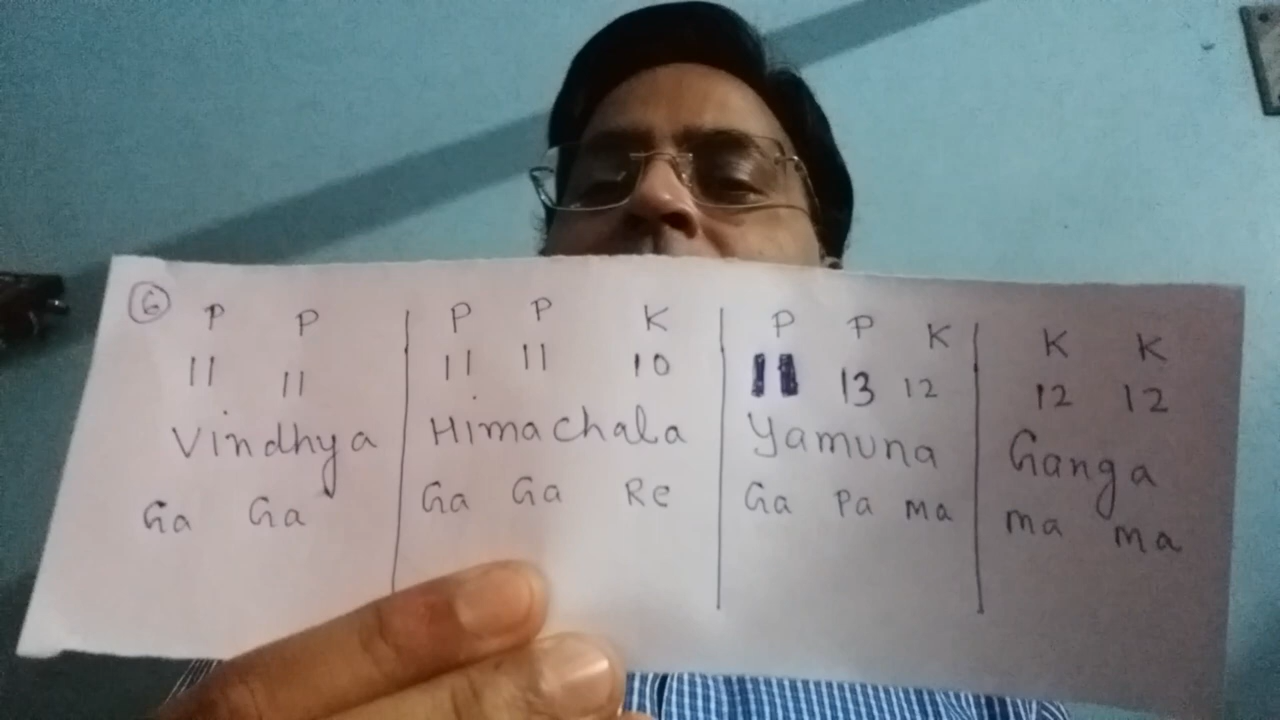 6 P P | P P K | P P K | K K
11 11 | 11 11 10 | 11 13 12 | 12 12
Vindhya | Himachala | Yamuna | Ganga
Ga Ga | Ga Ga Re | Ga Pa ma | ma ma